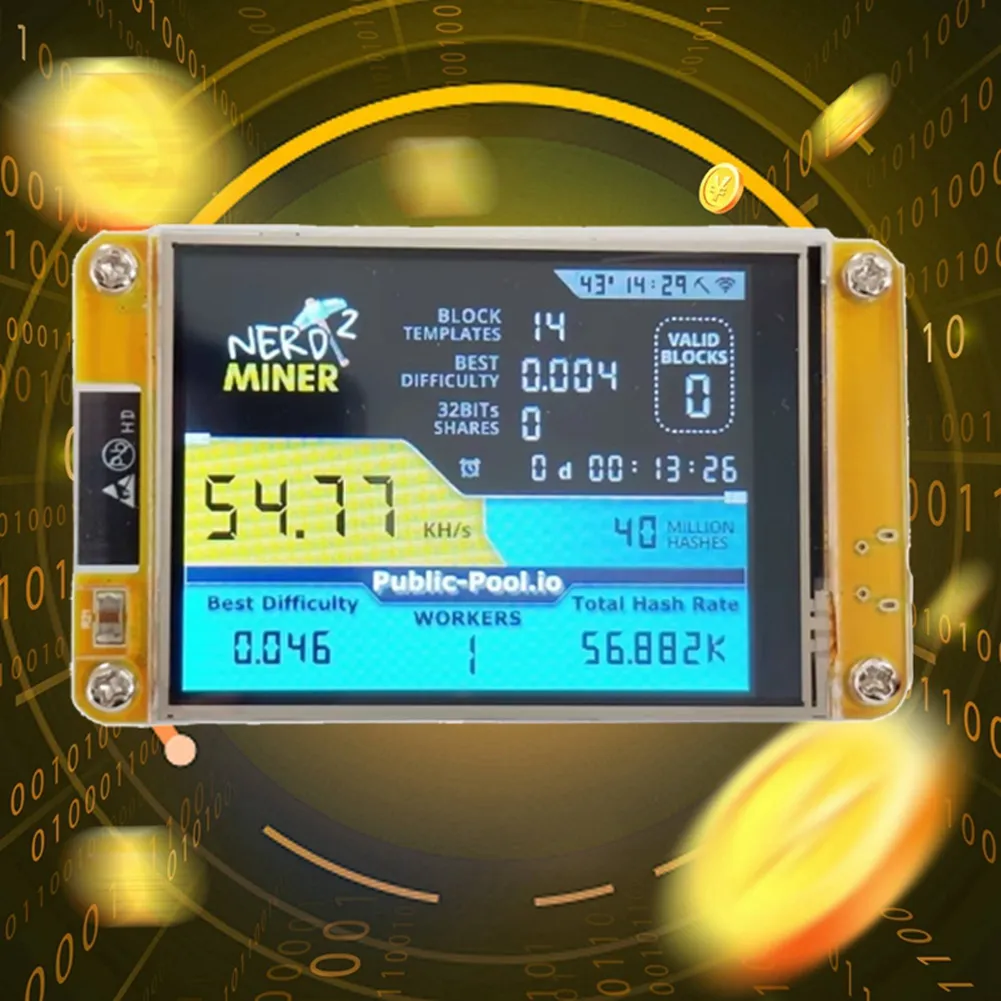 43° 14:29
NERD 2
MINER
BLOCK
TEMPLATES 14
BEST
DIFFICULTY 0.004
32BITs
SHARES 0
VALID
BLOCKS
0
0 d 00:13:26
54.77 KH/s
40 MILLION
HASHES
Public-Pool.io
Best Difficulty
0.046
WORKERS
1
Total Hash Rate
56.882K
Pb
HD